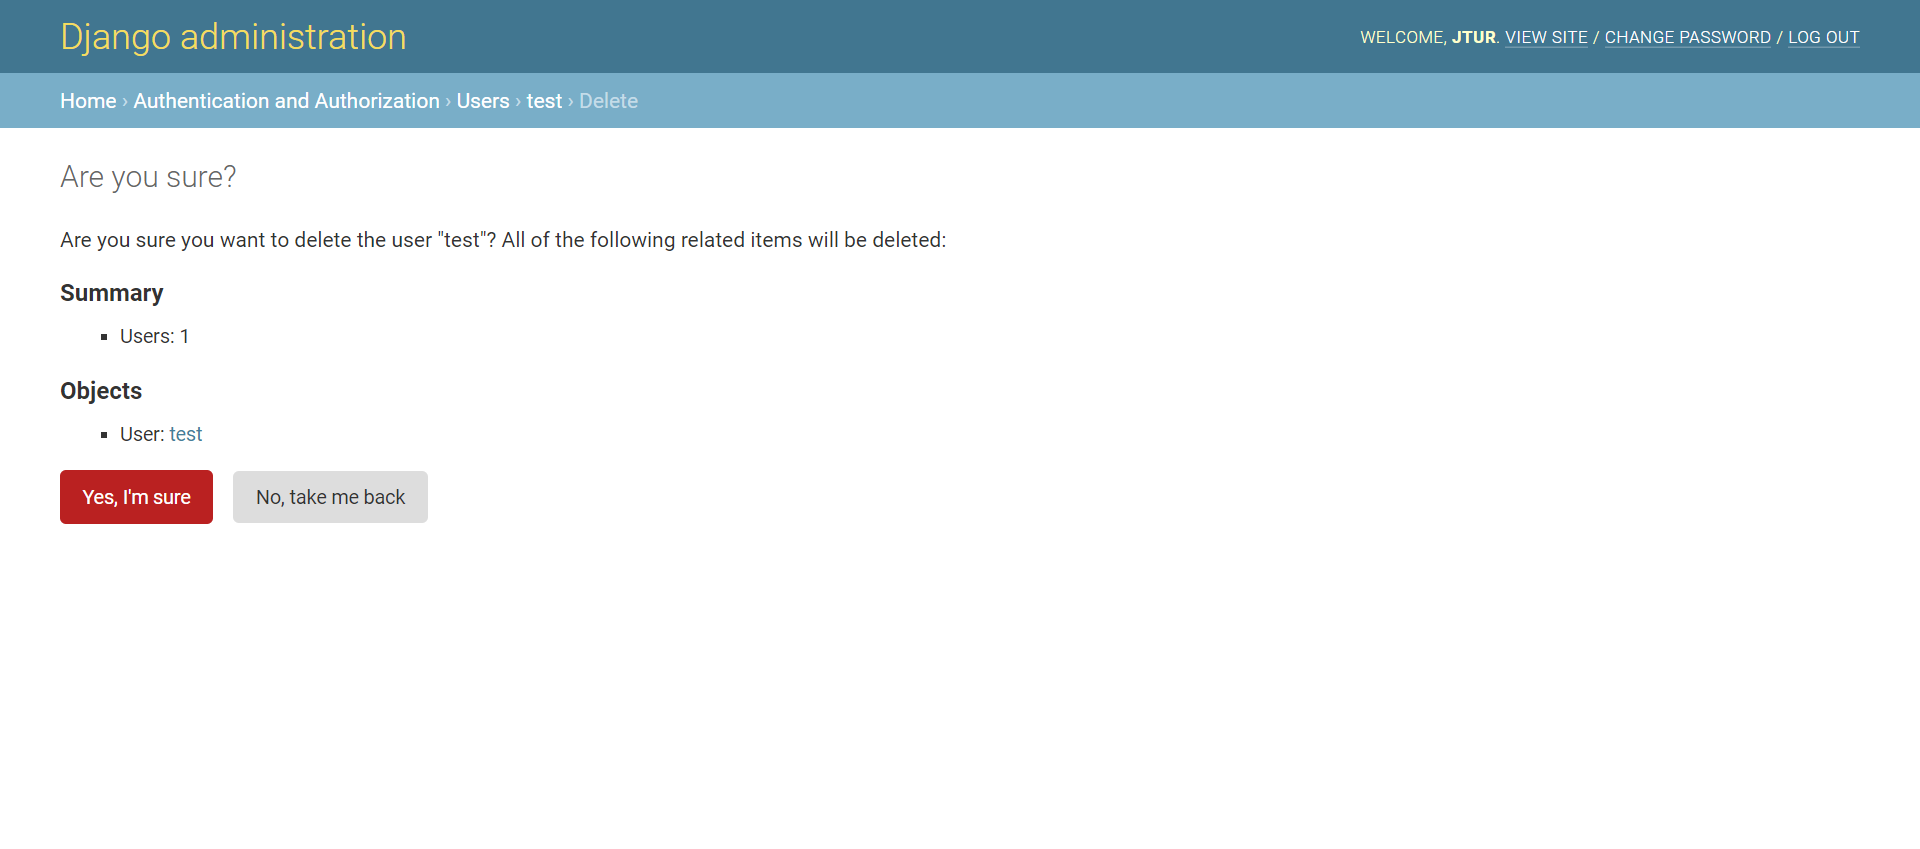 Django administration
WELCOME, JTUR. VIEW SITE / CHANGE PASSWORD / LOG OUT
Home › Authentication and Authorization › Users › test › Delete
Are you sure?
Are you sure you want to delete the user "test"? All of the following related items will be deleted:
Summary
▪ Users: 1
Objects
▪ User: test
Yes, I'm sure
No, take me back